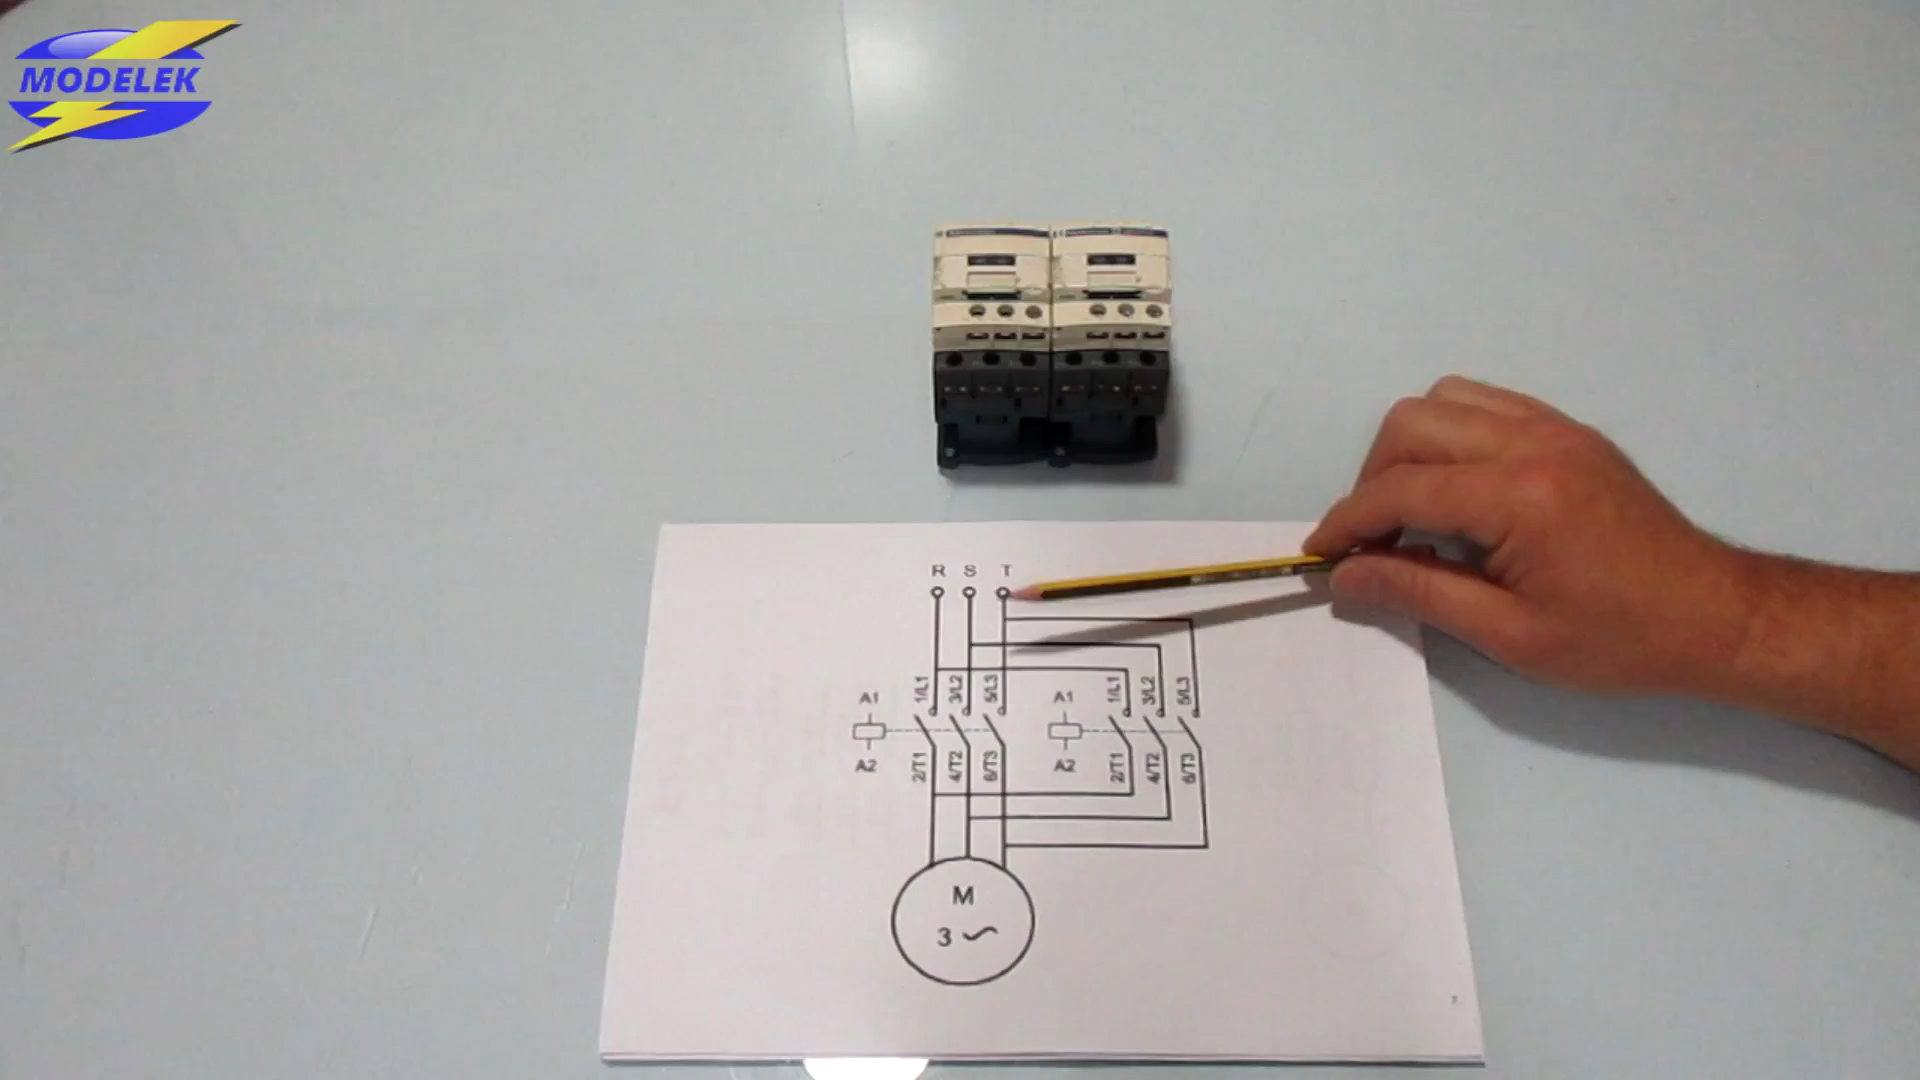 MODELEK
R S T
1/L1 3/L2 5/L3 1/L1 3/L2 5/L3
A1 A1
A2 A2
2/T1 4/T2 6/T3 2/T1 4/T2 6/T3
M
3 ~
7